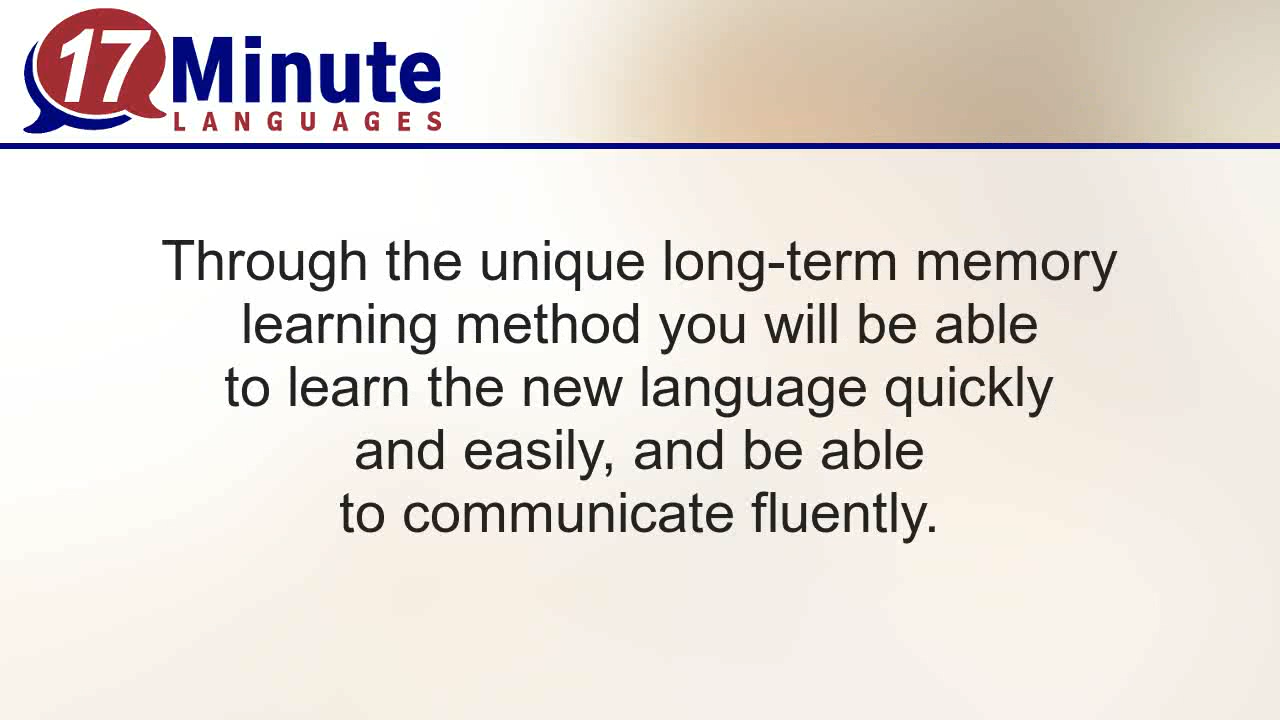 17 Minute
LANGUAGES
Through the unique long-term memory
learning method you will be able
to learn the new language quickly
and easily, and be able
to communicate fluently.